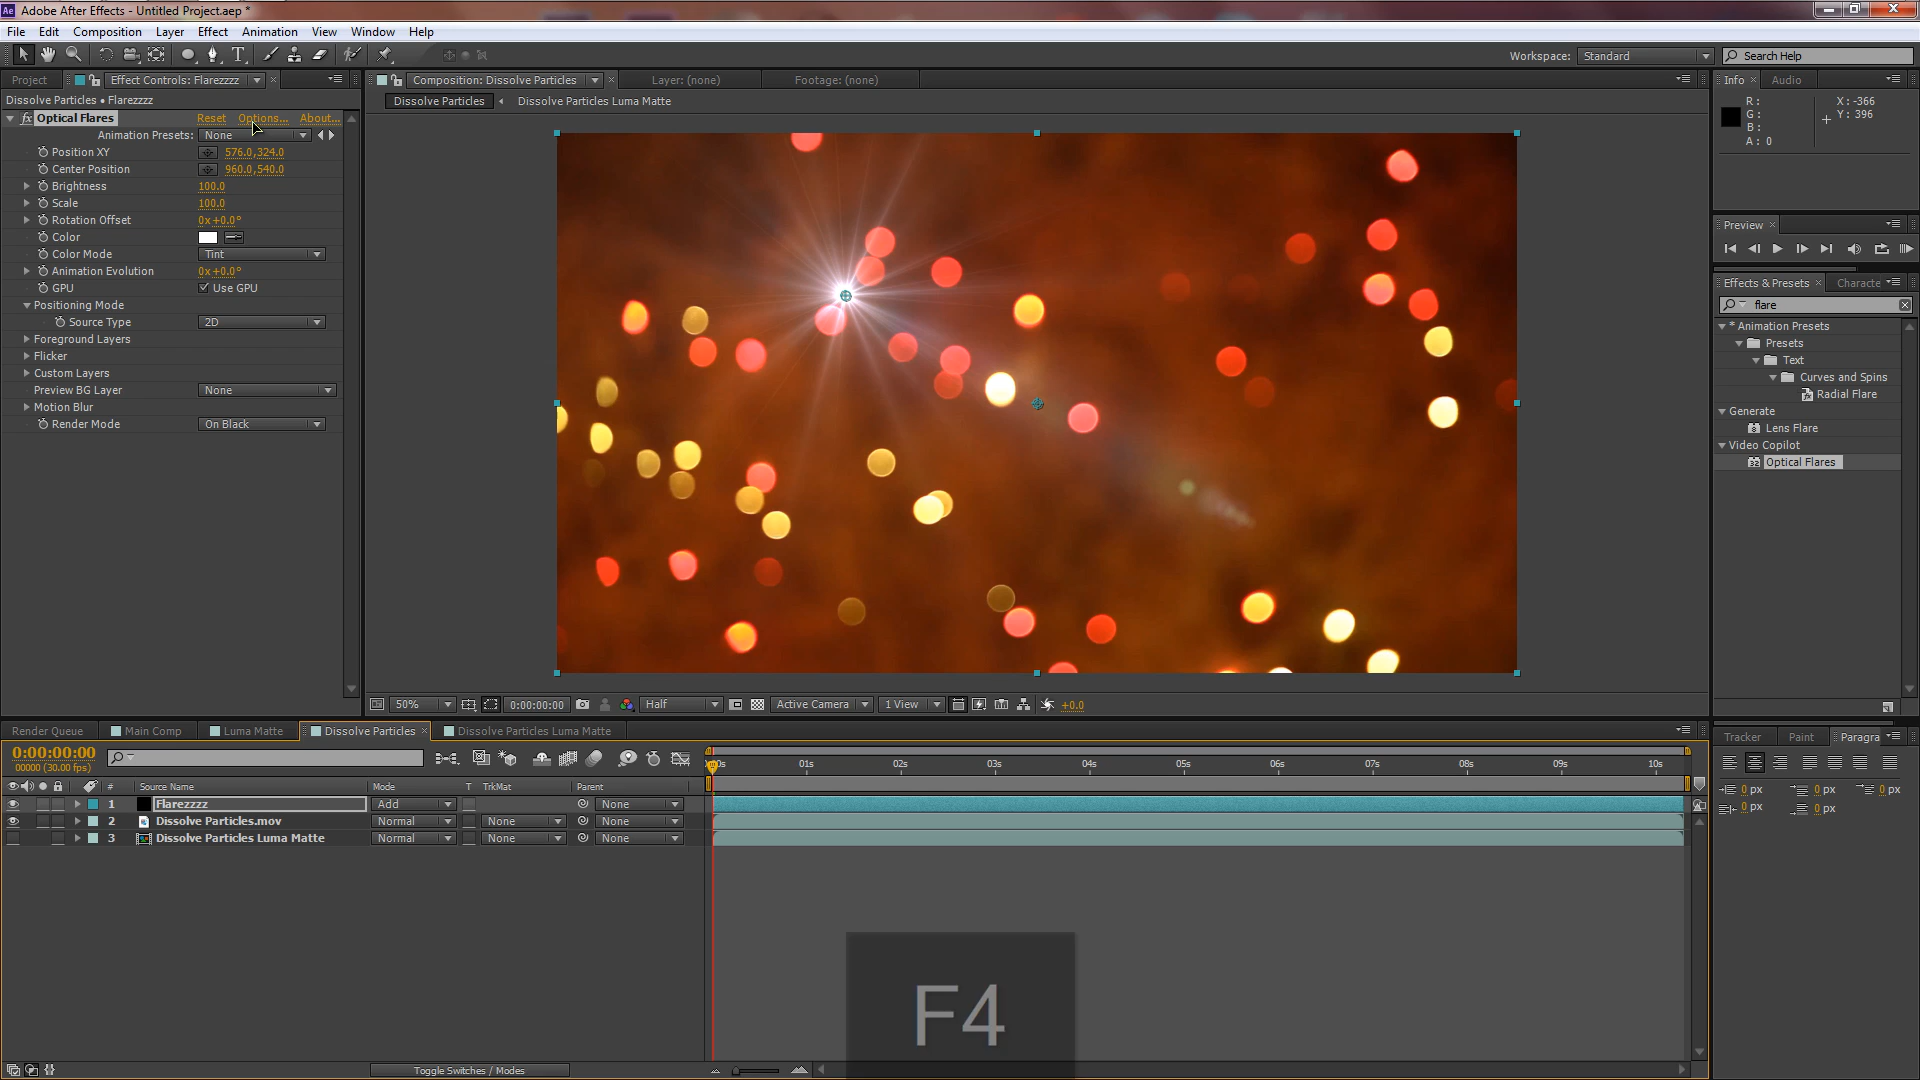 Adobe After Effects - Untitled Project.aep *
File Edit Composition Layer Effect Animation View Window Help
Workspace: Standard Search Help
Project Effect Controls: Flarezzzz Composition: Dissolve Particles Layer: (none) Footage: (none) Info Audio
Dissolve Particles • Flarezzzz
Dissolve Particles Dissolve Particles Luma Matte
R:
G:
B:
A: 0
X: -366
Y: 396
fx Optical Flares Reset Options... About...
Animation Presets: None
Position XY 576.0,324.0
Center Position 960.0,540.0
Brightness 100.0
Scale 100.0
Rotation Offset 0x+0.0°
Color
Color Mode Tint
Animation Evolution 0x+0.0°
GPU Use GPU
Positioning Mode
Source Type 2D
Foreground Layers
Flicker
Custom Layers
Preview BG Layer None
Motion Blur
Render Mode On Black
Preview
Effects & Presets Characte
flare
* Animation Presets
Presets
Text
Curves and Spins
Radial Flare
Generate
Lens Flare
Video Copilot
Optical Flares
50% 0:00:00:00 Half Active Camera 1 View +0.0
Render Queue Main Comp Luma Matte Dissolve Particles Dissolve Particles Luma Matte
Tracker Paint Paragra
0:00:00:00
00000 (30.00 fps)
01s 02s 03s 04s 05s 06s 07s 08s 09s 10s
# Source Name Mode T TrkMat Parent
1 Flarezzzz Add None
2 Dissolve Particles.mov Normal None None
3 Dissolve Particles Luma Matte Normal None None
0 px 0 px 0 px
0 px 0 px
F4
Toggle Switches / Modes